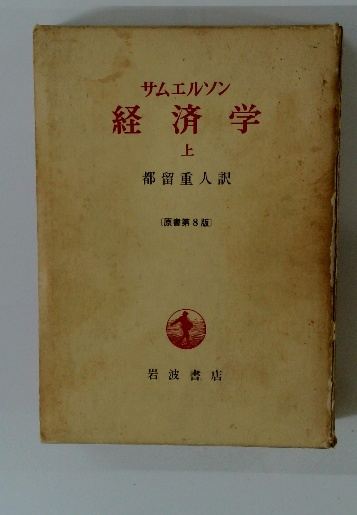 サムエルソン
経済学
上
都留重人訳
〔原書第8版〕
岩波書店